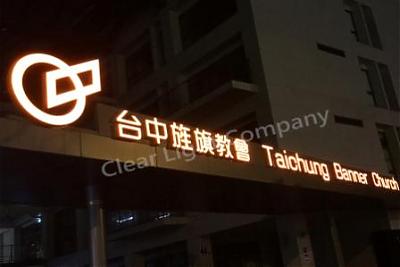 台中旌旗教會 Taichung Banner Church
Clear Light Company